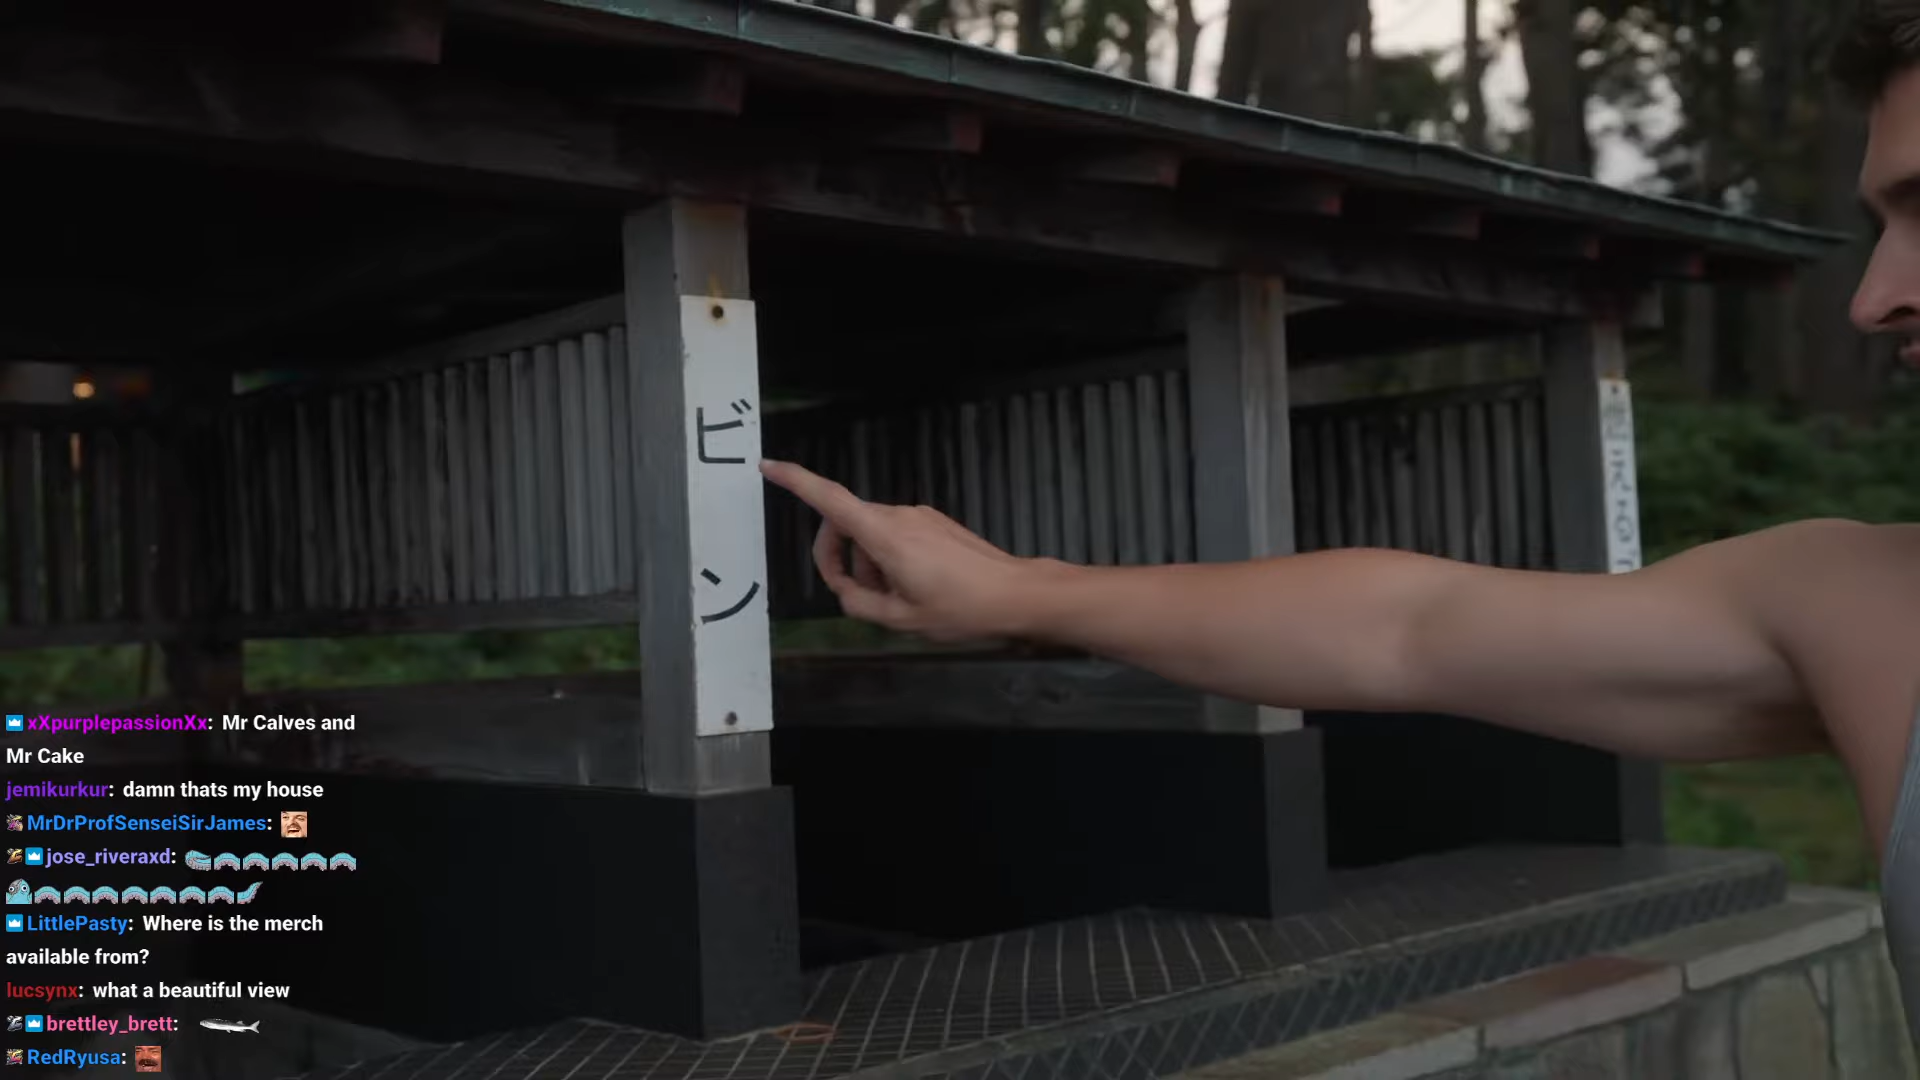 ビン
xXpurplepassionXx: Mr Calves and
Mr Cake
jemikurkur: damn thats my house
MrDrProfSenseiSirJames:
jose_riveraxd:
LittlePasty: Where is the merch
available from?
lucsynx: what a beautiful view
brettley_brett:
RedRyusa: